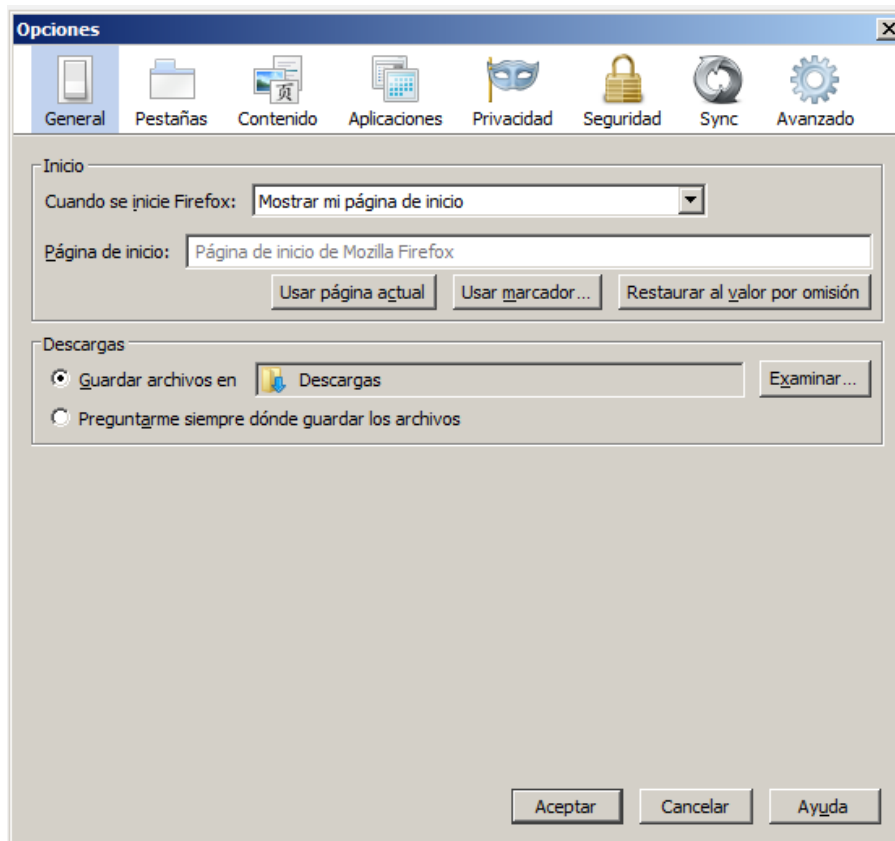 Opciones
General Pestañas Contenido Aplicaciones Privacidad Seguridad Sync Avanzado
页
Inicio
Cuando se inicie Firefox: Mostrar mi página de inicio
Página de inicio: Página de inicio de Mozilla Firefox
Usar página actual Usar marcador... Restaurar al valor por omisión
Descargas
Guardar archivos en Descargas Examinar...
Preguntarme siempre dónde guardar los archivos
Aceptar Cancelar Ayuda